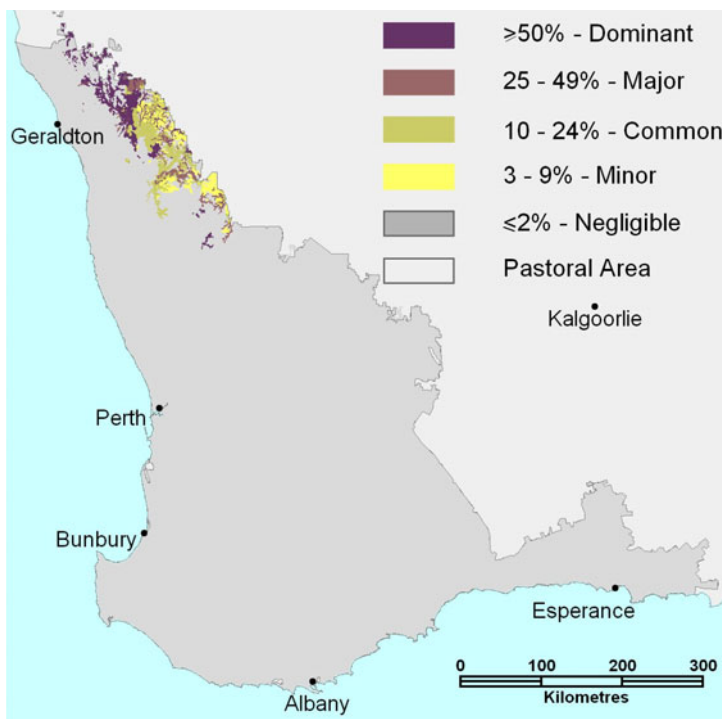 ≥50% - Dominant
25 - 49% - Major
10 - 24% - Common
3 - 9% - Minor
≤2% - Negligible
Pastoral Area
Geraldton
Kalgoorlie
Perth
Bunbury
Esperance
Albany
0 100 200 300
Kilometres